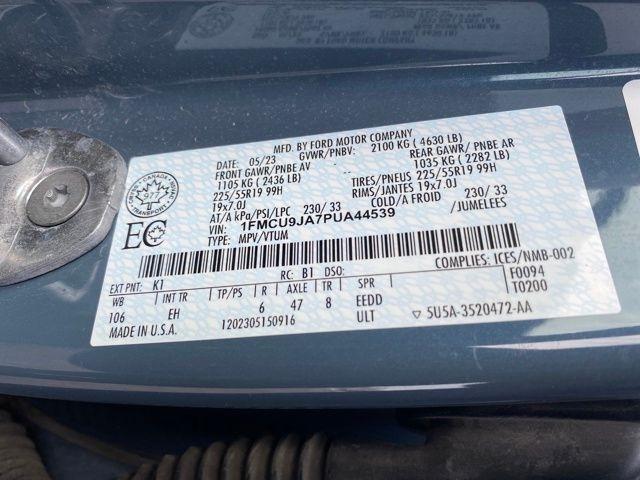 MFD. BY FORD MOTOR COMPANY
05/23 GVWR/PNBV: 2100 KG ( 4630 LB)
FRONT GAWR/PNBE AV REAR GAWR/ PNBE AR
1105 KG ( 2436 LB) 1035 KG ( 2282 LB)
225/55R19 99H TIRES/PNEUS 225/55R19 99H
19x7.0J RIMS/JANTES 19x7.0J
AT/A kPa/PSI/LPC 230/ 33 COLD/A FROID 230/ 33
VIN: 1FMCU9JA7PUA44539 /JUMELEES
TYPE: MPV/VTUM
CANADA
TRANSPORT
EC
COMPLIES: ICES/NMB-002
EXT PNT: K1 RC: B1 DSO: F0094
WB INT TR TP/PS R AXLE TR SPR T0200
106 EH 6 47 8 EEDD
MADE IN U.S.A. 1202305150916 ULT ▽ 5U5A-3520472-AA